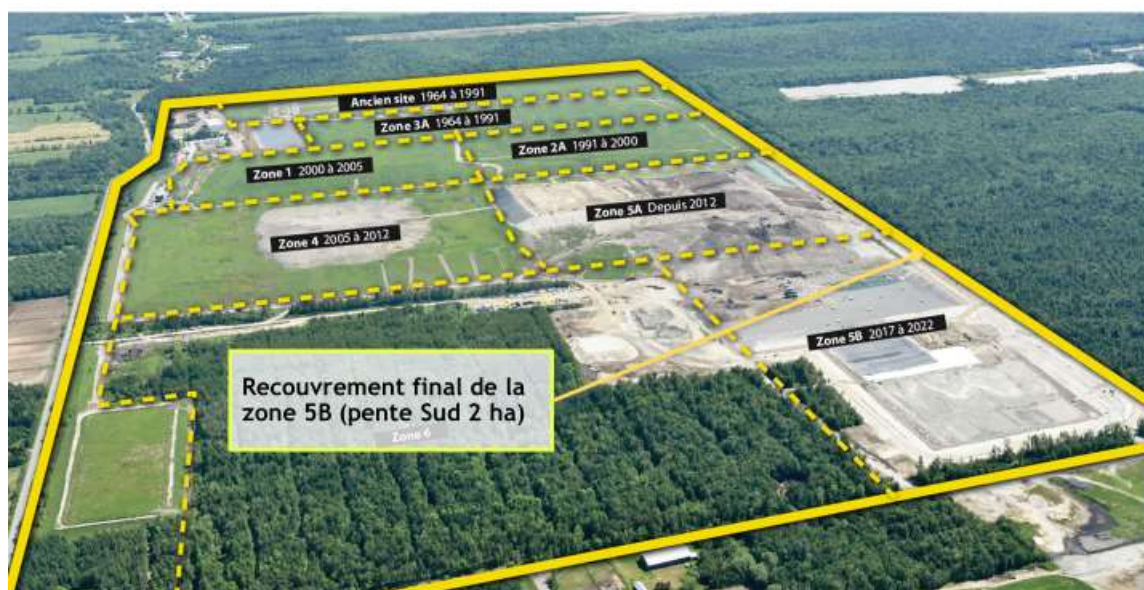 Ancien site 1964 à 1991
Zone 3A 1964 à 1991
Zone 2A 1991 à 2000
Zone 1 2000 à 2005
Zone 5A Depuis 2012
Zone 4 2005 à 2012
Zone 5B 2017 à 2022
Recouvrement final de la
zone 5B (pente Sud 2 ha)
Zone 6